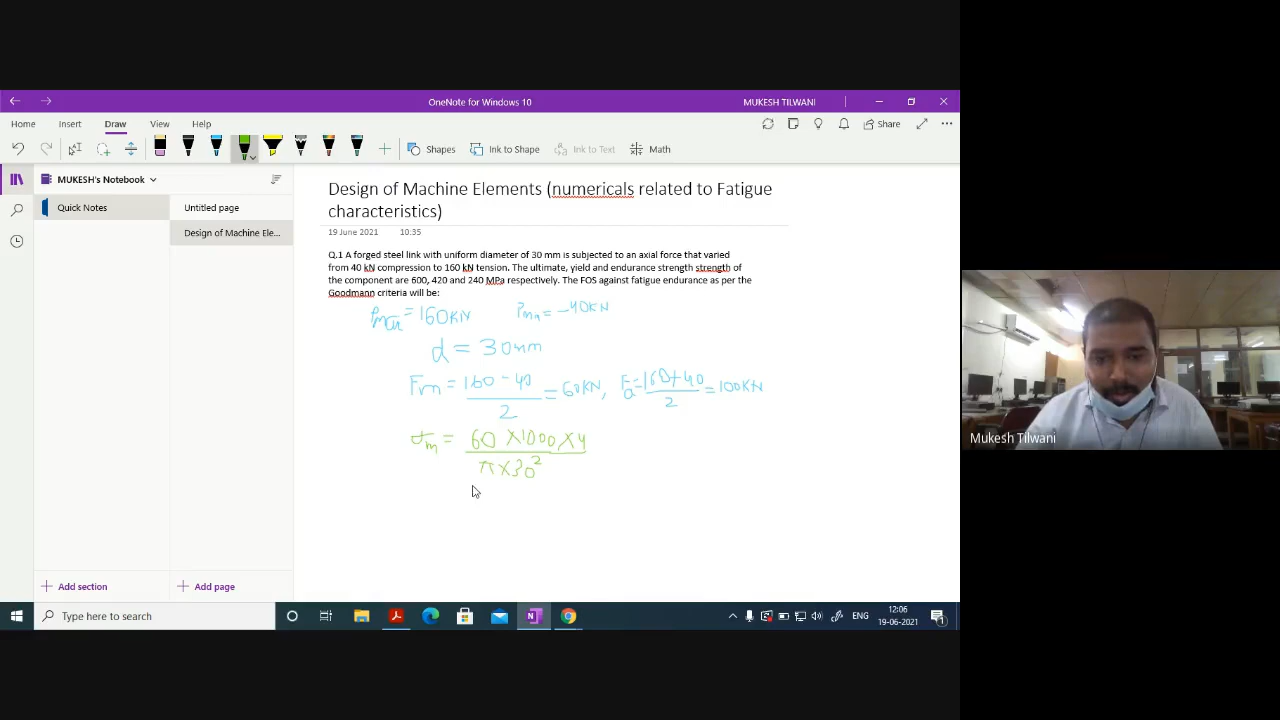 OneNote for Windows 10
MUKESH TILWANI
Home Insert Draw View Help
Share
Shapes Ink to Shape Ink to Text Math
MUKESH's Notebook
Quick Notes
Untitled page
Design of Machine Ele...
Design of Machine Elements (numericals related to Fatigue
characteristics)
19 June 2021 10:35
Q.1 A forged steel link with uniform diameter of 30 mm is subjected to an axial force that varied
from 40 kN compression to 160 kN tension. The ultimate, yield and endurance strength strength of
the component are 600, 420 and 240 MPa respectively. The FOS against fatigue endurance as per the
Goodmann criteria will be:
Pmax = 160KN Pmin = -40KN
d = 30mm
Fm = 160 - 40 / 2 = 60KN, Fa = 160 + 40 / 2 = 100KN
σm = 60 × 1000 × 4 / π × 30²
Mukesh Tilwani
Add section
Add page
Type here to search
ENG
12:06
19-06-2021
1